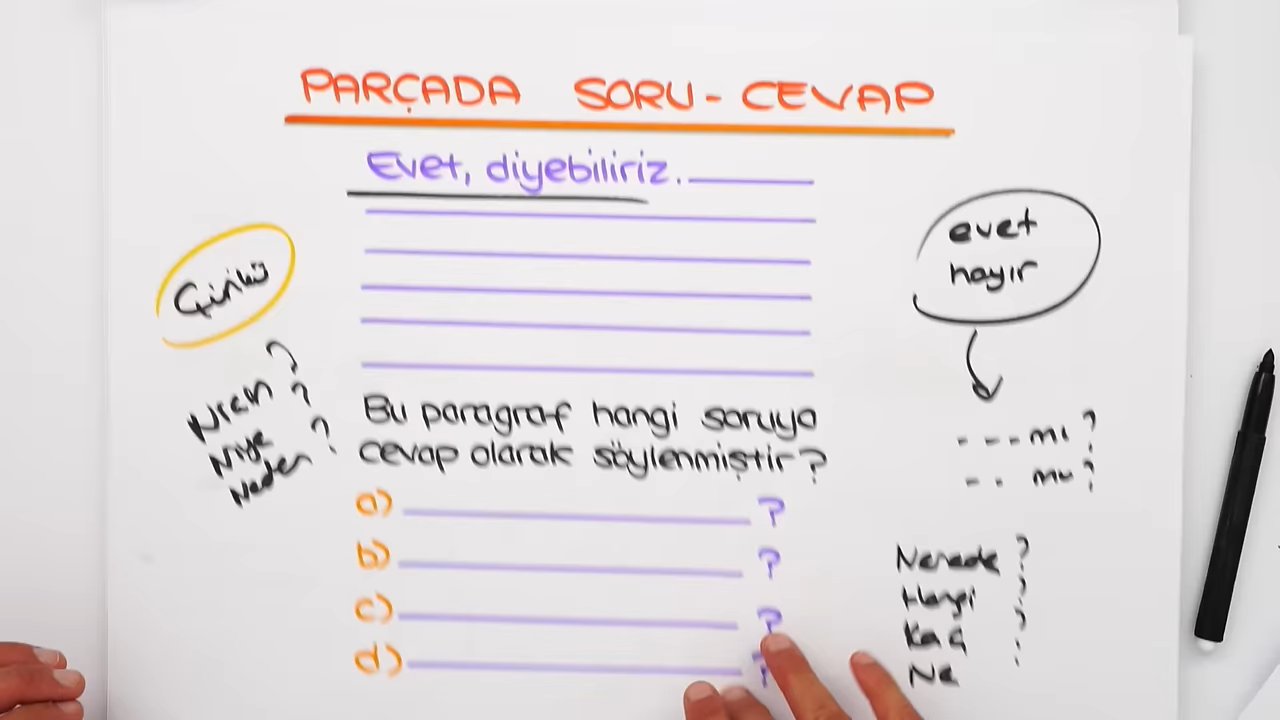 PARÇADA SORU - CEVAP
Evet, diyebiliriz.
Çünkü
Niçin ?
Niye ?
Neden ?
evet
hayır
- - - mı ?
- - mu ?
Bu paragraf hangi soruya
cevap olarak söylenmiştir ?
a) ?
b) ?
c) ?
d) ?
Nerede ?
Hangi ?
Kaç ?
Ne